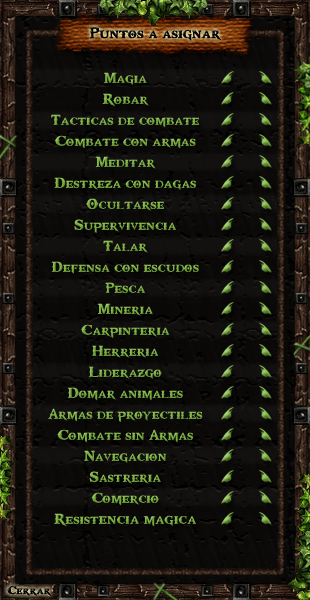 Puntos a asignar
Magia
Robar
Tacticas de combate
Combate con armas
Meditar
Destreza con dagas
Ocultarse
Supervivencia
Talar
Defensa con escudos
Pesca
Mineria
Carpinteria
Herreria
Liderazgo
Domar animales
Armas de proyectiles
Combate sin Armas
Navegacion
Sastreria
Comercio
Resistencia magica
Cerrar